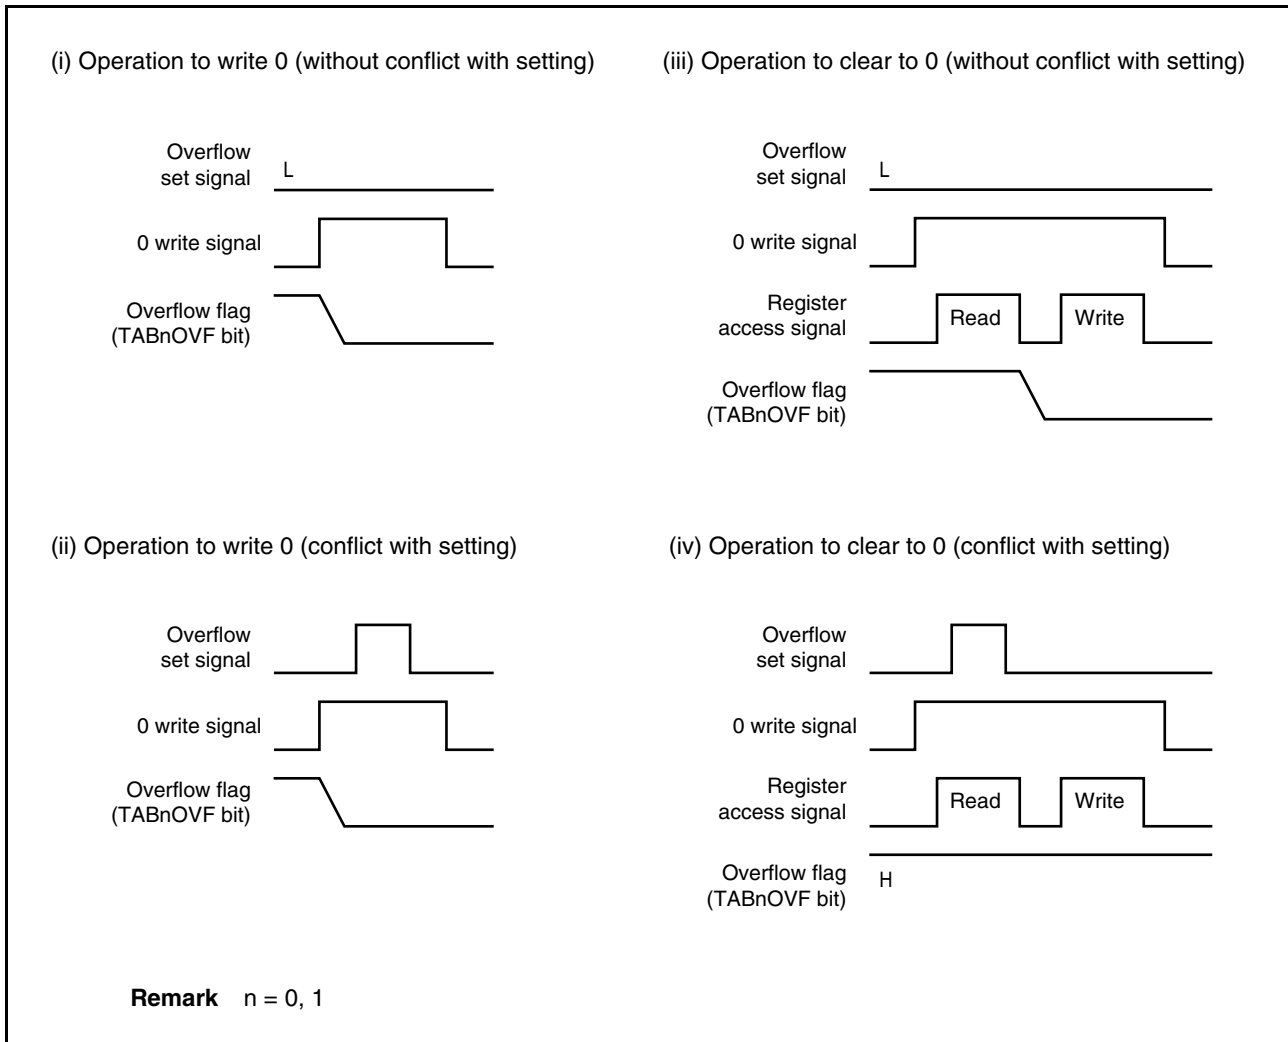 (i) Operation to write 0 (without conflict with setting)
Overflow
set signal
L
0 write signal
Overflow flag
(TABnOVF bit)
(iii) Operation to clear to 0 (without conflict with setting)
Overflow
set signal
L
0 write signal
Register
access signal
Read
Write
Overflow flag
(TABnOVF bit)
(ii) Operation to write 0 (conflict with setting)
Overflow
set signal
0 write signal
Overflow flag
(TABnOVF bit)
(iv) Operation to clear to 0 (conflict with setting)
Overflow
set signal
0 write signal
Register
access signal
Read
Write
Overflow flag
(TABnOVF bit)
H
Remark n = 0, 1